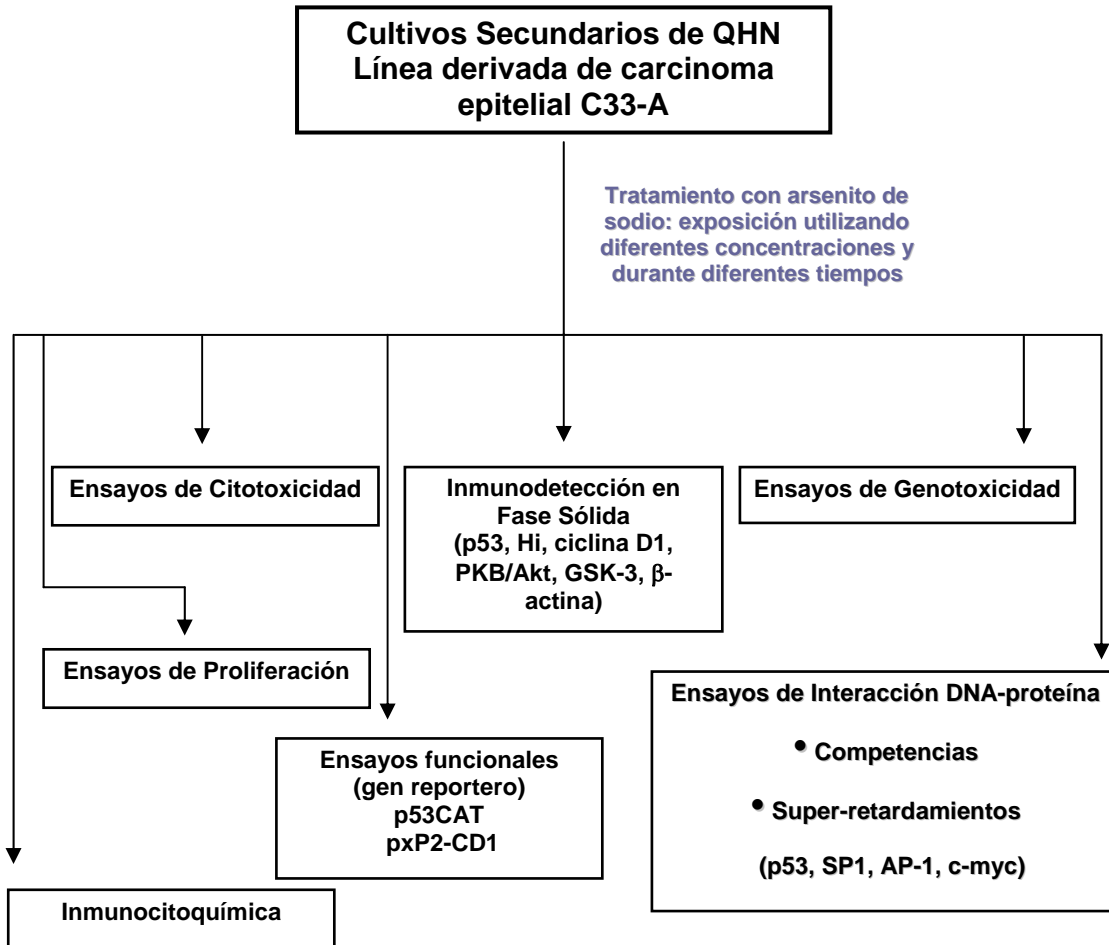 Cultivos Secundarios de QHN
Línea derivada de carcinoma
epitelial C33-A
Tratamiento con arsenito de
sodio: exposición utilizando
diferentes concentraciones y
durante diferentes tiempos
Ensayos de Citotoxicidad
Inmunodetección en
Fase Sólida
(p53, Hi, ciclina D1,
PKB/Akt, GSK-3, β-
actina)
Ensayos de Genotoxicidad
Ensayos de Proliferación
Ensayos funcionales
(gen reportero)
p53CAT
pxP2-CD1
Ensayos de Interacción DNA-proteína
• Competencias
• Super-retardamientos
(p53, SP1, AP-1, c-myc)
Inmunocitoquímica